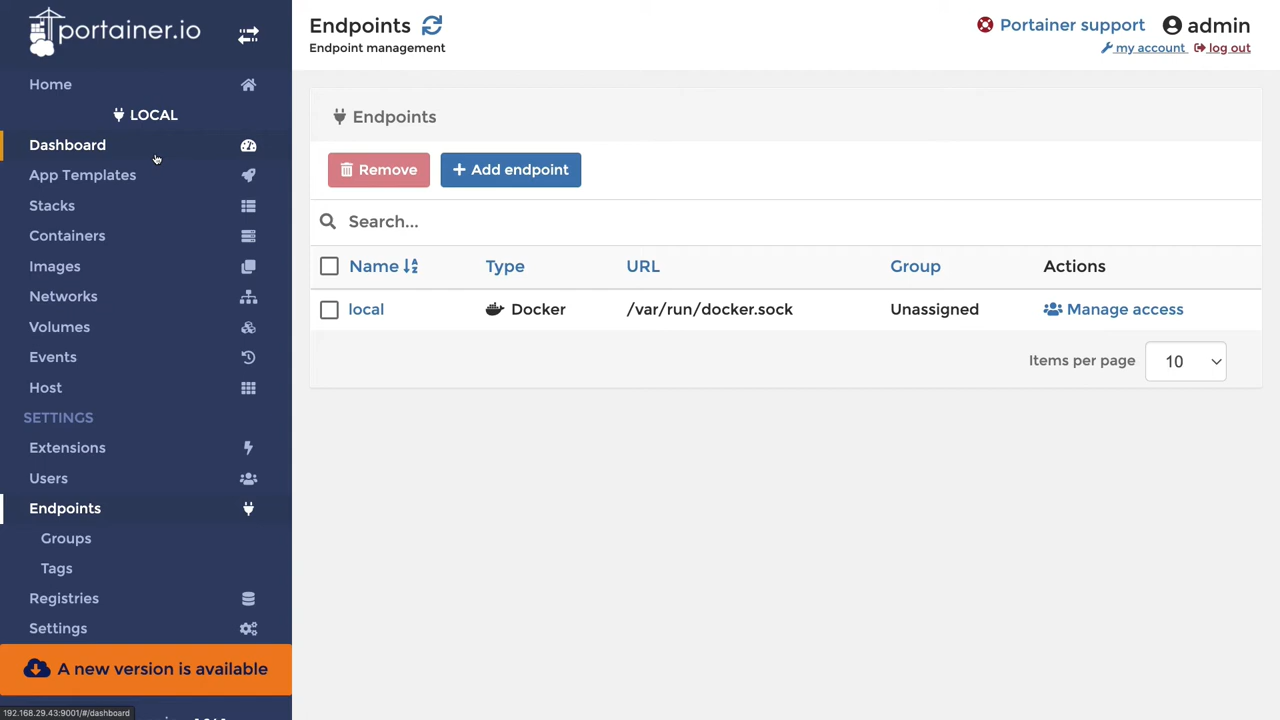 portainer.io
Home
LOCAL
Dashboard
App Templates
Stacks
Containers
Images
Networks
Volumes
Events
Host
SETTINGS
Extensions
Users
Endpoints
Groups
Tags
Registries
Settings
A new version is available
192.168.29.43:9001/#/dashboard
Endpoints
Endpoint management
Portainer support
admin
my account
log out
Endpoints
Remove
Add endpoint
Search...
Name Type URL Group Actions
local Docker /var/run/docker.sock Unassigned Manage access
Items per page 10